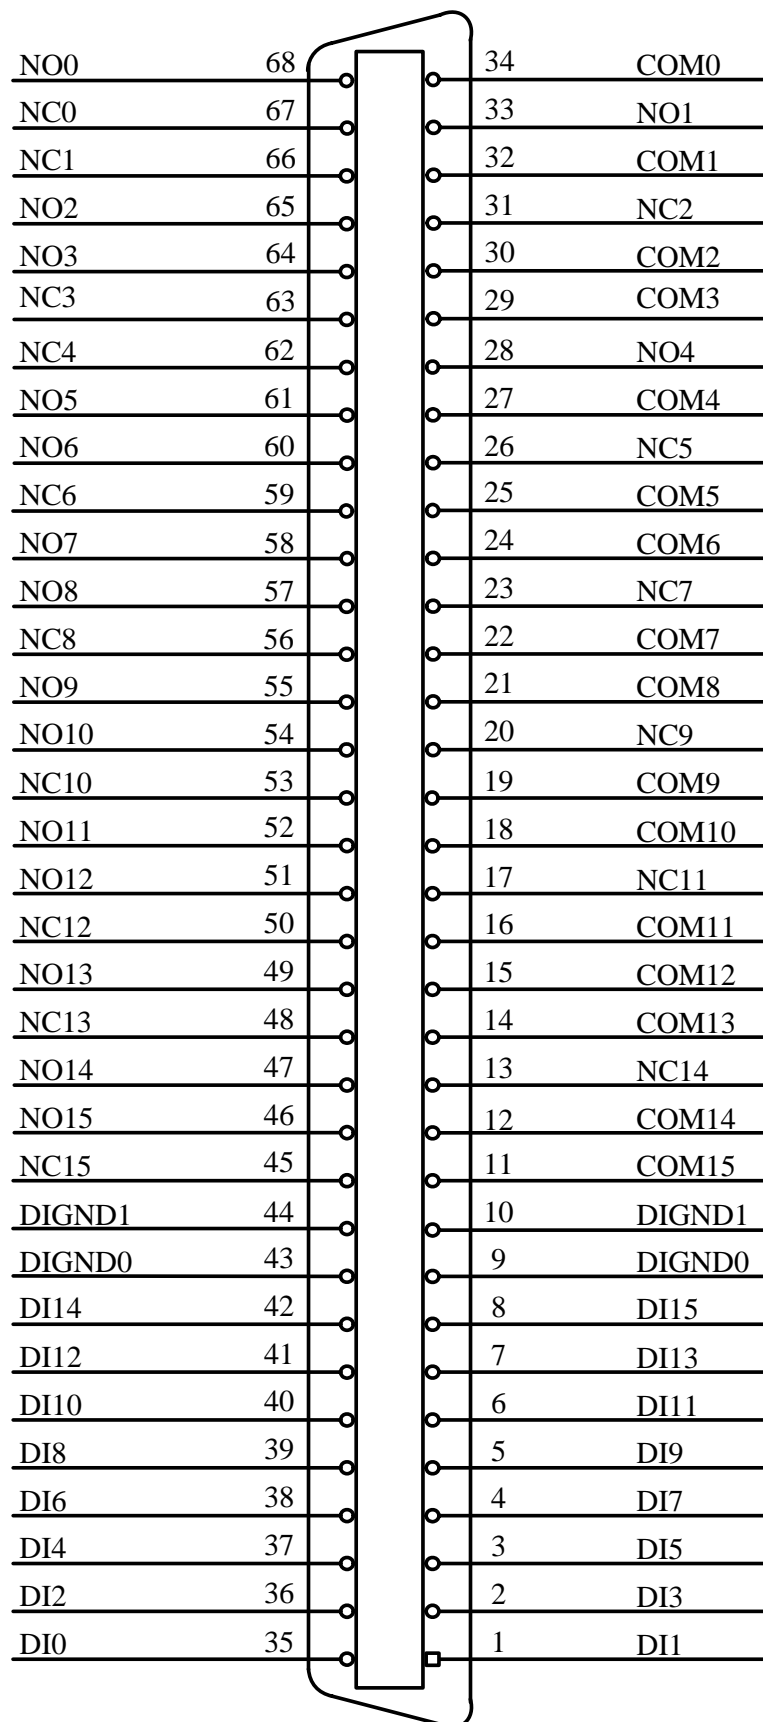 NO0 68 34 COM0
NC0 67 33 NO1
NC1 66 32 COM1
NO2 65 31 NC2
NO3 64 30 COM2
NC3 63 29 COM3
NC4 62 28 NO4
NO5 61 27 COM4
NO6 60 26 NC5
NC6 59 25 COM5
NO7 58 24 COM6
NO8 57 23 NC7
NC8 56 22 COM7
NO9 55 21 COM8
NO10 54 20 NC9
NC10 53 19 COM9
NO11 52 18 COM10
NO12 51 17 NC11
NC12 50 16 COM11
NO13 49 15 COM12
NC13 48 14 COM13
NO14 47 13 NC14
NO15 46 12 COM14
NC15 45 11 COM15
DIGND1 44 10 DIGND1
DIGND0 43 9 DIGND0
DI14 42 8 DI15
DI12 41 7 DI13
DI10 40 6 DI11
DI8 39 5 DI9
DI6 38 4 DI7
DI4 37 3 DI5
DI2 36 2 DI3
DI0 35 1 DI1